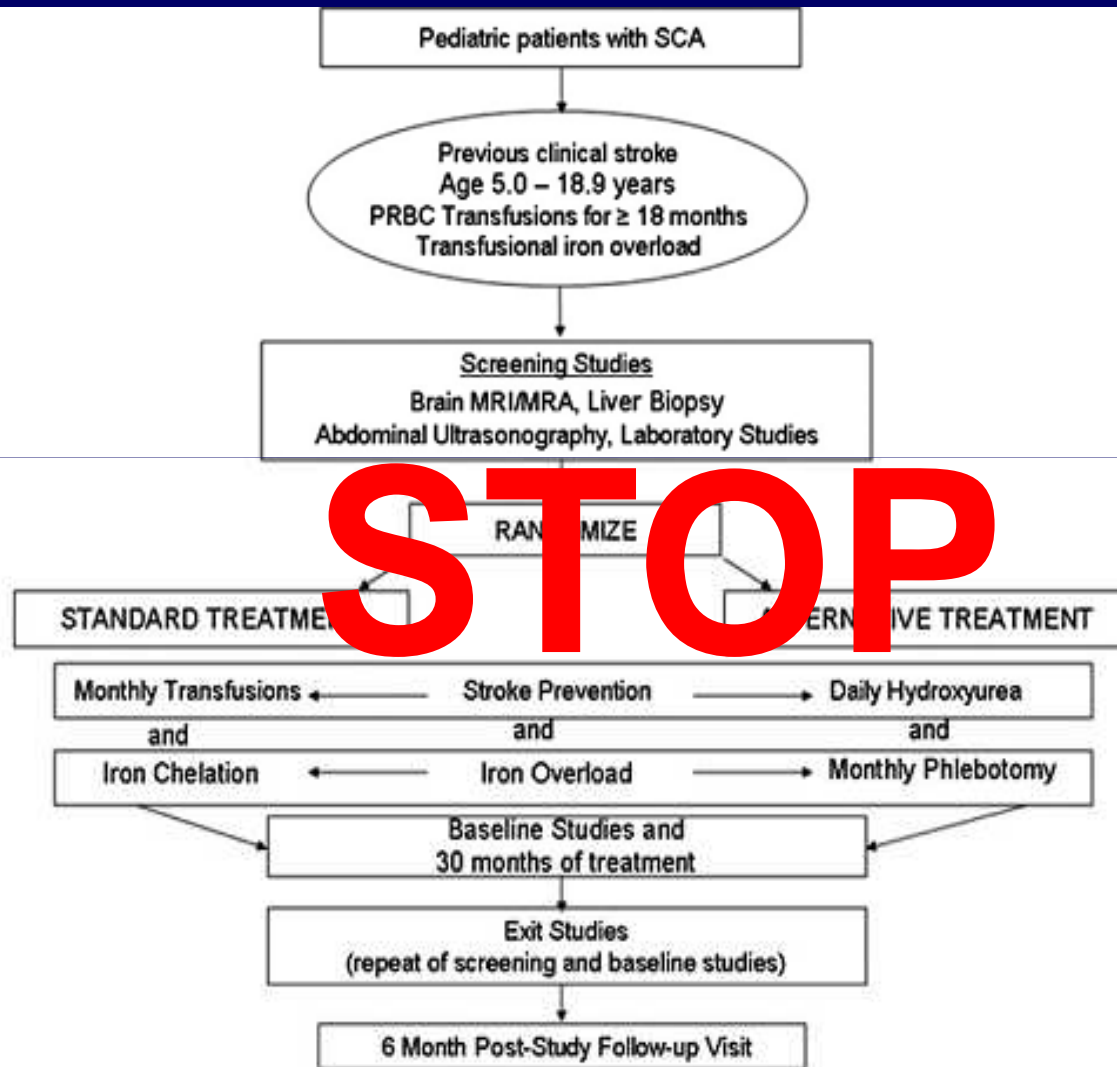 Pediatric patients with SCA
Previous clinical stroke
Age 5.0 – 18.9 years
PRBC Transfusions for ≥ 18 months
Transfusional iron overload
Screening Studies
Brain MRI/MRA, Liver Biopsy
Abdominal Ultrasonography, Laboratory Studies
STOP
RANDOMIZE
STANDARD TREATMENT
ALTERNATIVE TREATMENT
Monthly Transfusions Stroke Prevention Daily Hydroxyurea
and and and
Iron Chelation Iron Overload Monthly Phlebotomy
Baseline Studies and
30 months of treatment
Exit Studies
(repeat of screening and baseline studies)
6 Month Post-Study Follow-up Visit